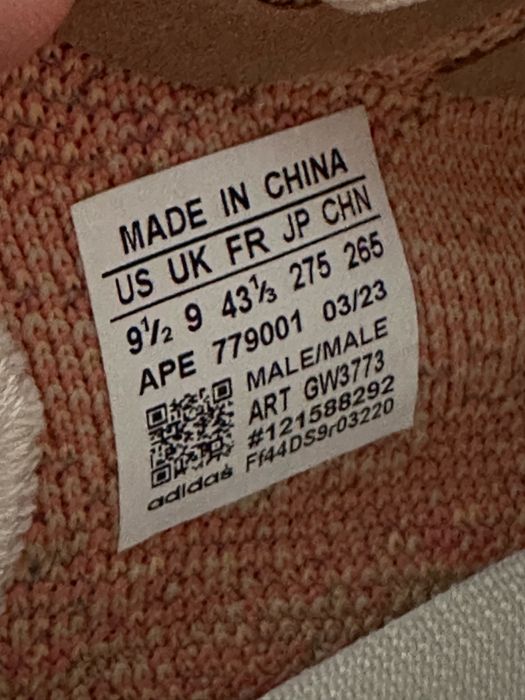 MADE IN CHINA
US UK FR JP CHN
9½ 9 43⅓ 275 265
APE 779001 03/23
MALE/MALE
ART GW3773
#121588292
Ff44DS9r03220
adidas